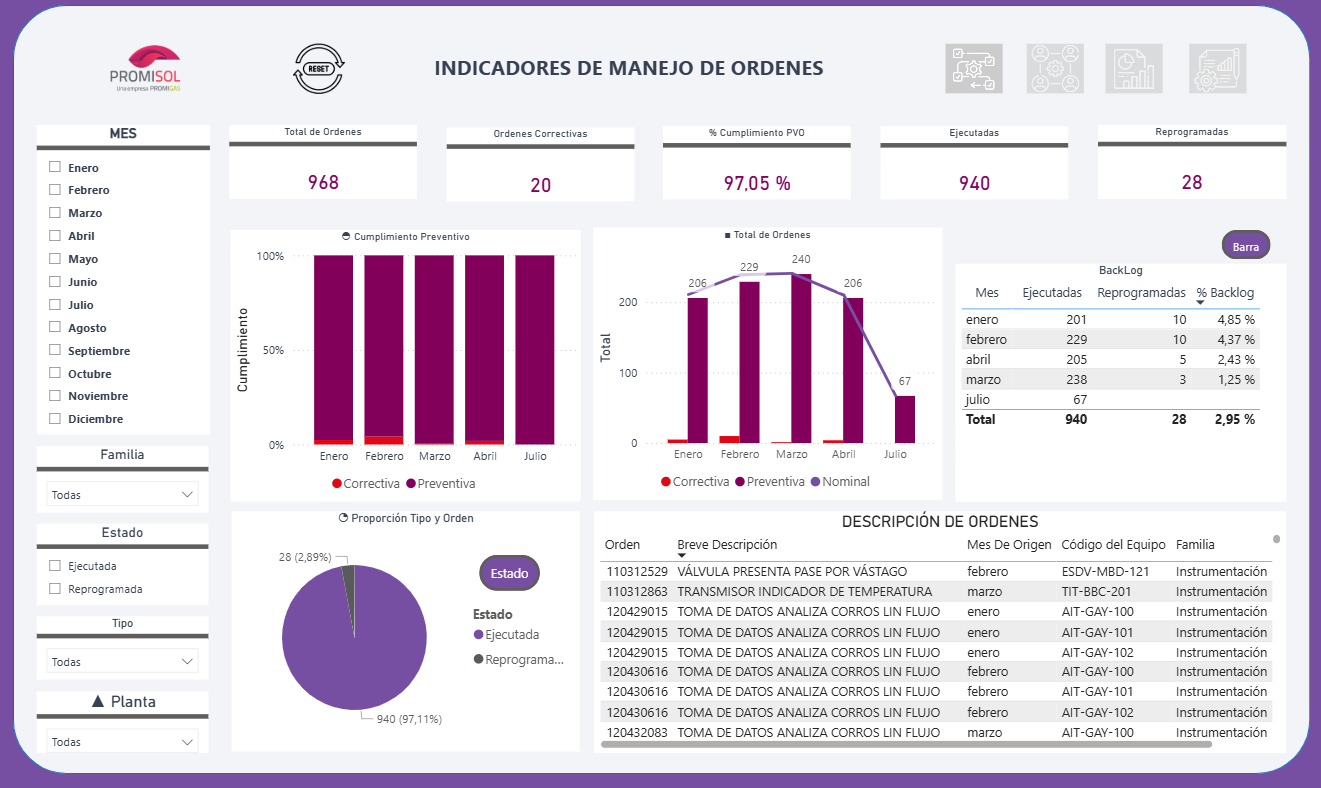 PROMISOL
Una empresa PROMIGAS
RESET
INDICADORES DE MANEJO DE ORDENES
MES
Enero
Febrero
Marzo
Abril
Mayo
Junio
Julio
Agosto
Septiembre
Octubre
Noviembre
Diciembre
Familia
Todas
Estado
Ejecutada
Reprogramada
Tipo
Todas
▲ Planta
Todas
Total de Ordenes
968
Ordenes Correctivas
20
% Cumplimiento PVO
97,05 %
Ejecutadas
940
Reprogramadas
28
Cumplimiento Preventivo
Cumplimiento
100%
50%
0%
Enero Febrero Marzo Abril Julio
Correctiva Preventiva
Total de Ordenes
Total
200
100
0
206 229 240 206 67
Enero Febrero Marzo Abril Julio
Correctiva Preventiva Nominal
Barra
BackLog
Mes Ejecutadas Reprogramadas % Backlog
enero 201 10 4,85 %
febrero 229 10 4,37 %
abril 205 5 2,43 %
marzo 238 3 1,25 %
julio 67
Total 940 28 2,95 %
Proporción Tipo y Orden
28 (2,89%)
940 (97,11%)
Estado
Estado
Ejecutada
Reprograma...
DESCRIPCIÓN DE ORDENES
Orden Breve Descripción Mes De Origen Código del Equipo Familia
110312529 VÁLVULA PRESENTA PASE POR VÁSTAGO febrero ESDV-MBD-121 Instrumentación
110312863 TRANSMISOR INDICADOR DE TEMPERATURA marzo TIT-BBC-201 Instrumentación
120429015 TOMA DE DATOS ANALIZA CORROS LIN FLUJO enero AIT-GAY-100 Instrumentación
120429015 TOMA DE DATOS ANALIZA CORROS LIN FLUJO enero AIT-GAY-101 Instrumentación
120429015 TOMA DE DATOS ANALIZA CORROS LIN FLUJO enero AIT-GAY-102 Instrumentación
120430616 TOMA DE DATOS ANALIZA CORROS LIN FLUJO febrero AIT-GAY-100 Instrumentación
120430616 TOMA DE DATOS ANALIZA CORROS LIN FLUJO febrero AIT-GAY-101 Instrumentación
120430616 TOMA DE DATOS ANALIZA CORROS LIN FLUJO febrero AIT-GAY-102 Instrumentación
120432083 TOMA DE DATOS ANALIZA CORROS LIN FLUJO marzo AIT-GAY-100 Instrumentación